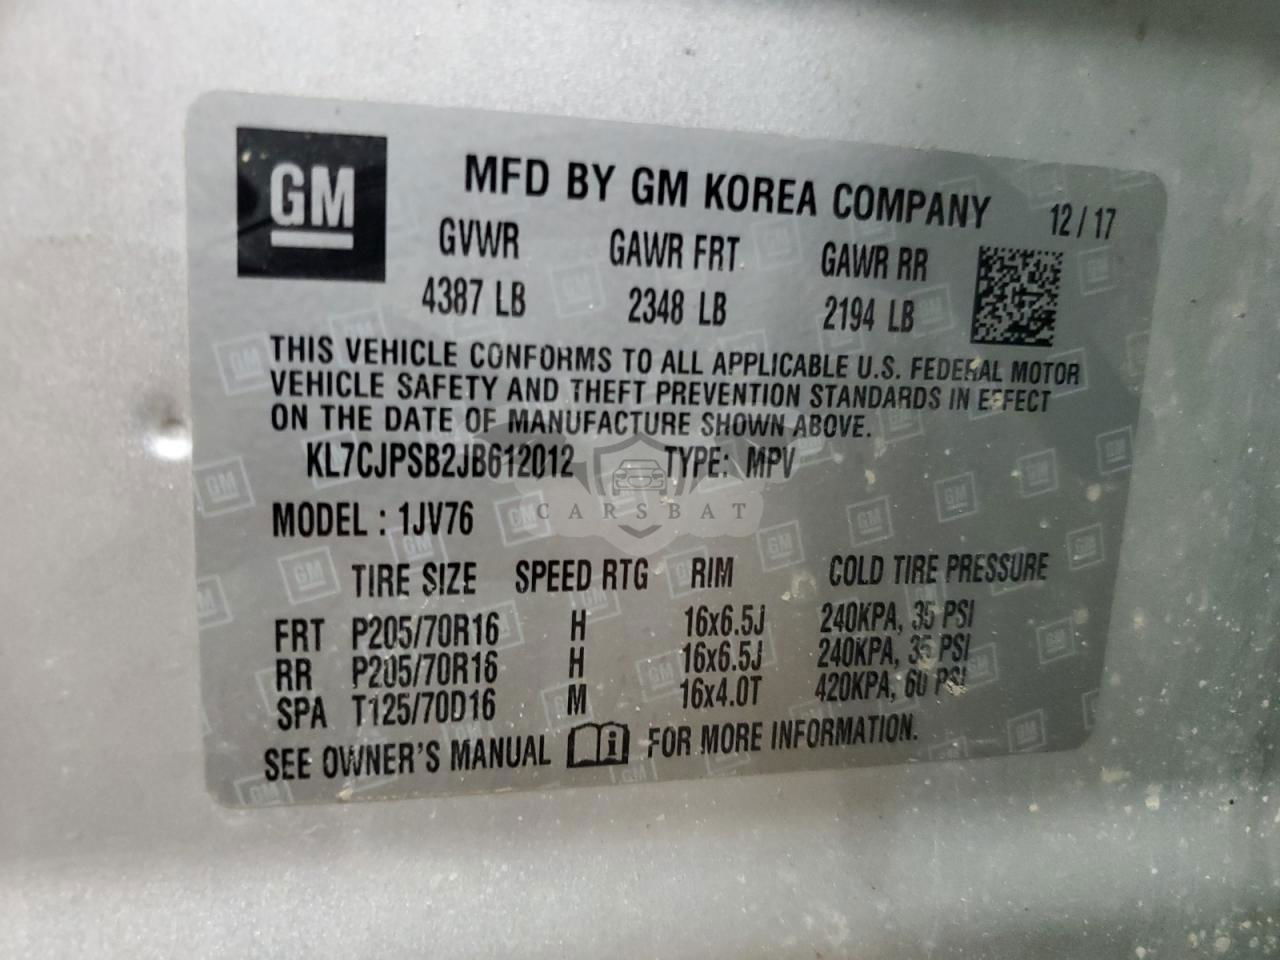 GM
MFD BY GM KOREA COMPANY 12/17
GVWR GAWR FRT GAWR RR
4387 LB 2348 LB 2194 LB
THIS VEHICLE CONFORMS TO ALL APPLICABLE U.S. FEDERAL MOTOR
VEHICLE SAFETY AND THEFT PREVENTION STANDARDS IN EFFECT
ON THE DATE OF MANUFACTURE SHOWN ABOVE.
KL7CJPSB2JB612012 TYPE: MPV
CARSBAT
MODEL : 1JV76
TIRE SIZE SPEED RTG RIM COLD TIRE PRESSURE
FRT P205/70R16 H 16x6.5J 240KPA, 35 PSI
RR P205/70R16 H 16x6.5J 240KPA, 35 PSI
SPA T125/70D16 M 16x4.0T 420KPA, 60 PSI
SEE OWNER'S MANUAL FOR MORE INFORMATION.